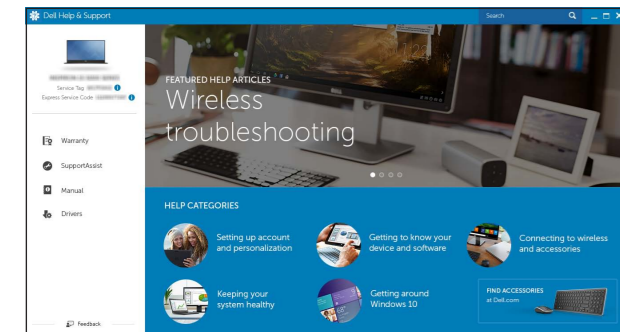 Dell Help & Support
Search
Service Tag:
Express Service Code:
Warranty
SupportAssist
Manual
Drivers
Feedback
FEATURED HELP ARTICLES
Wireless
troubleshooting
HELP CATEGORIES
Setting up account
and personalization
Getting to know your
device and software
Connecting to wireless
and accessories
Keeping your
system healthy
Getting around
Windows 10
FIND ACCESSORIES
at Dell.com